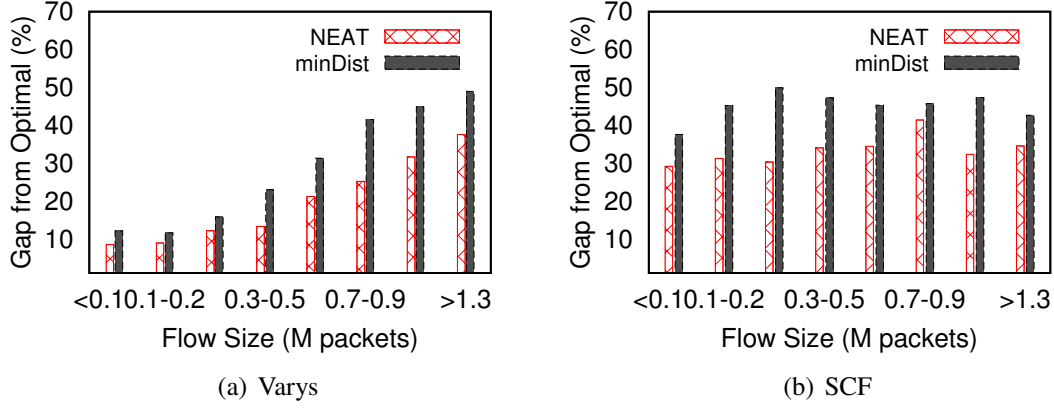 70
60
50
40
30
20
10
Gap from Optimal (%)
NEAT
minDist
<0.10.1-0.2 0.3-0.5 0.7-0.9 >1.3
Flow Size (M packets)
(a) Varys
70
60
50
40
30
20
10
Gap from Optimal (%)
NEAT
minDist
<0.10.1-0.2 0.3-0.5 0.7-0.9 >1.3
Flow Size (M packets)
(b) SCF